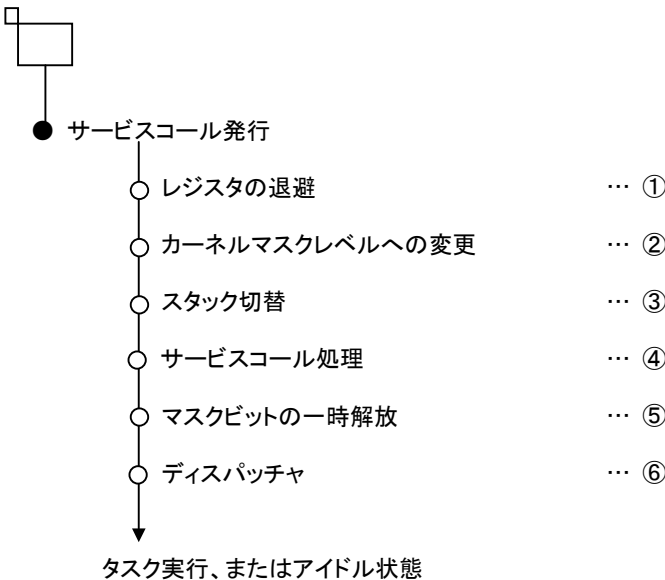 サービスコール発行
レジスタの退避 … ①
カーネルマスクレベルへの変更 … ②
スタック切替 … ③
サービスコール処理 … ④
マスクビットの一時解放 … ⑤
ディスパッチャ … ⑥
タスク実行、またはアイドル状態